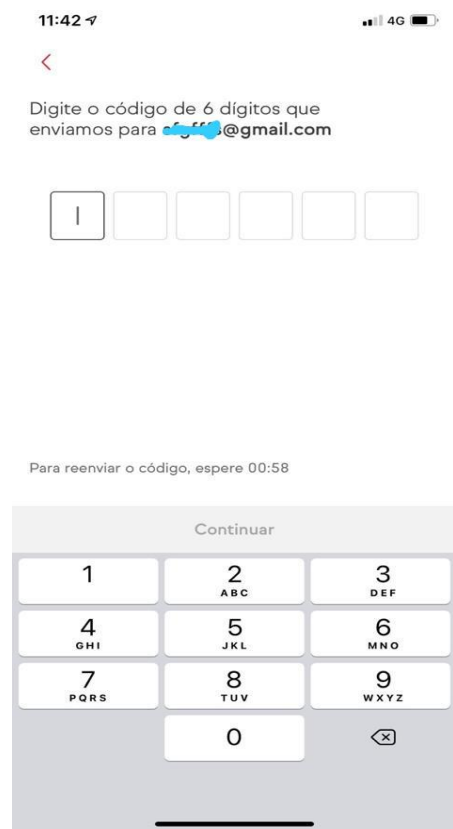 11:42
4G
Digite o código de 6 dígitos que
enviamos para @gmail.com
Para reenviar o código, espere 00:58
Continuar
1
2
ABC
3
DEF
4
GHI
5
JKL
6
MNO
7
PQRS
8
TUV
9
WXYZ
0